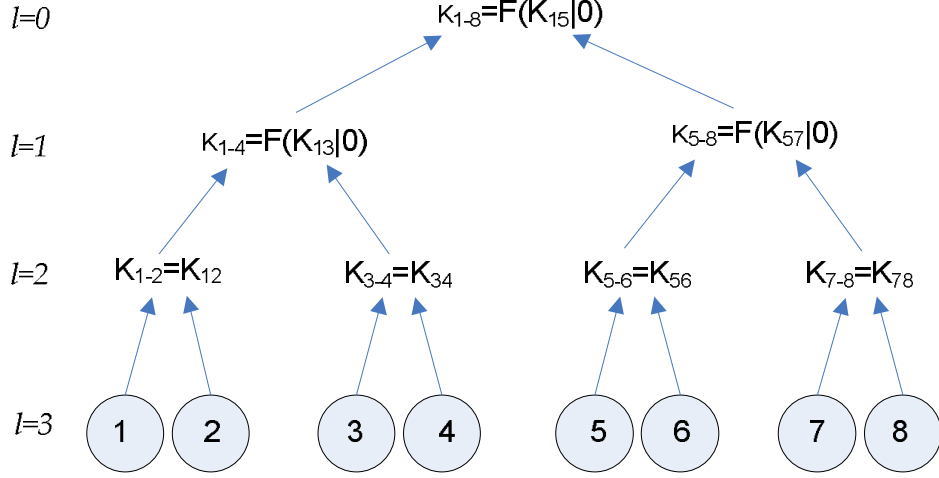 l=0 K1-8=F(K15|0)
l=1 K1-4=F(K13|0) K5-8=F(K57|0)
l=2 K1-2=K12 K3-4=K34 K5-6=K56 K7-8=K78
l=3 1 2 3 4 5 6 7 8